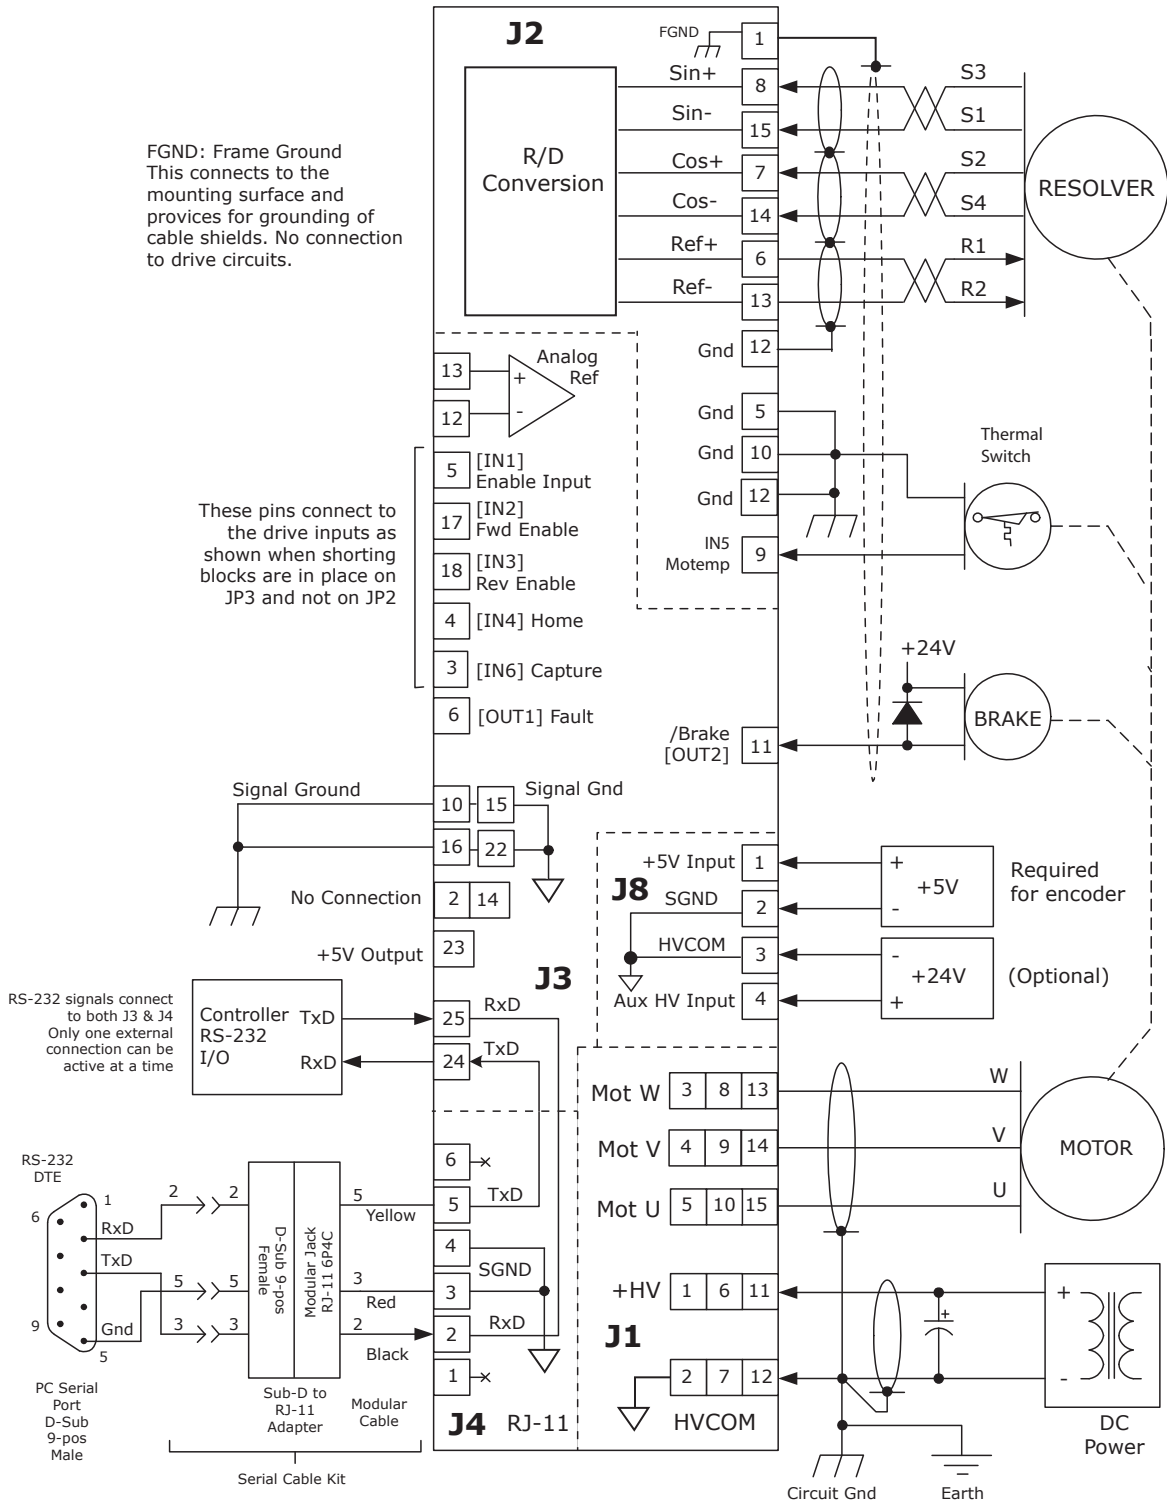 J2
FGND
1
Sin+
8
S3
Sin-
15
S1
R/D
Conversion
Cos+
7
S2
Cos-
14
S4
Ref+
6
R1
Ref-
13
R2
Gnd
12
RESOLVER
FGND: Frame Ground
This connects to the
mounting surface and
provices for grounding of
cable shields. No connection
to drive circuits.
13
+
Analog
Ref
12
-
Gnd
5
Gnd
10
Gnd
12
IN5
Motemp
9
Thermal
Switch
These pins connect to
the drive inputs as
shown when shorting
blocks are in place on
JP3 and not on JP2
5
[IN1]
Enable Input
17
[IN2]
Fwd Enable
18
[IN3]
Rev Enable
4
[IN4] Home
3
[IN6] Capture
6
[OUT1] Fault
+24V
/Brake
[OUT2]
11
BRAKE
Signal Ground
10
15
Signal Gnd
16
22
No Connection
2
14
+5V Output
23
J8
+5V Input
1
+
+5V
-
Required
for encoder
SGND
2
HVCOM
3
-
+24V
+
(Optional)
Aux HV Input
4
J3
RS-232 signals connect
to both J3 & J4
Only one external
connection can be
active at a time
Controller
RS-232
I/O
TxD
RxD
25
RxD
24
TxD
Mot W
3
8
13
W
Mot V
4
9
14
V
Mot U
5
10
15
U
MOTOR
RS-232
DTE
1
6
RxD
TxD
9
Gnd
5
2
2
5
5
3
3
D-Sub 9-pos
Female
Modular Jack
RJ-11 6P4C
5
Yellow
3
Red
2
Black
6
5
TxD
4
SGND
3
2
RxD
1
+HV
1
6
11
+
+
J1
2
7
12
-
HVCOM
DC
Power
PC Serial
Port
D-Sub
9-pos
Male
Sub-D to
RJ-11
Adapter
Modular
Cable
J4
RJ-11
Serial Cable Kit
Circuit Gnd
Earth